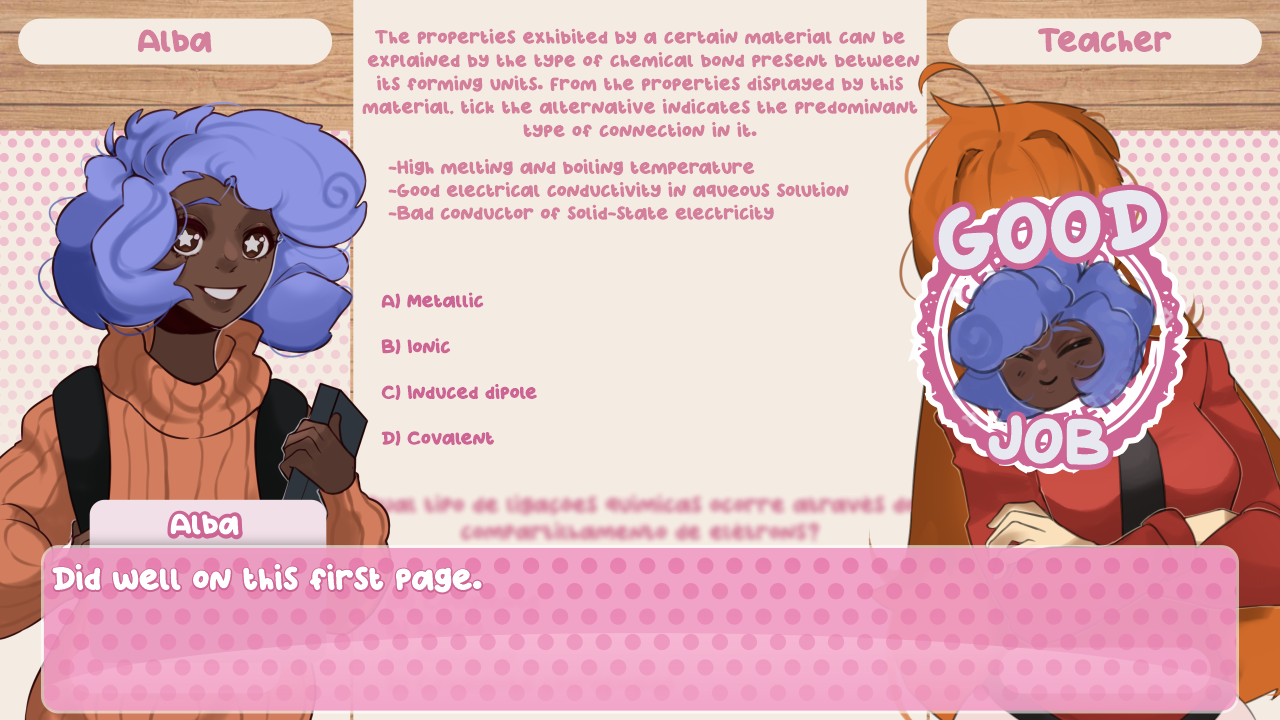 Alba
Teacher
The properties exhibited by a certain material can be
explained by the type of chemical bond present between
its forming units. From the properties displayed by this
material, tick the alternative indicates the predominant
type of connection in it.
-High melting and boiling temperature
-Good electrical conductivity in aqueous solution
-Bad conductor of solid-state electricity
A) Metallic
B) Ionic
C) Induced dipole
D) Covalent
GOOD
JOB
tipo de ligações químicas ocorre através
compartilhamento de elétrons?
Alba
Did well on this first page.